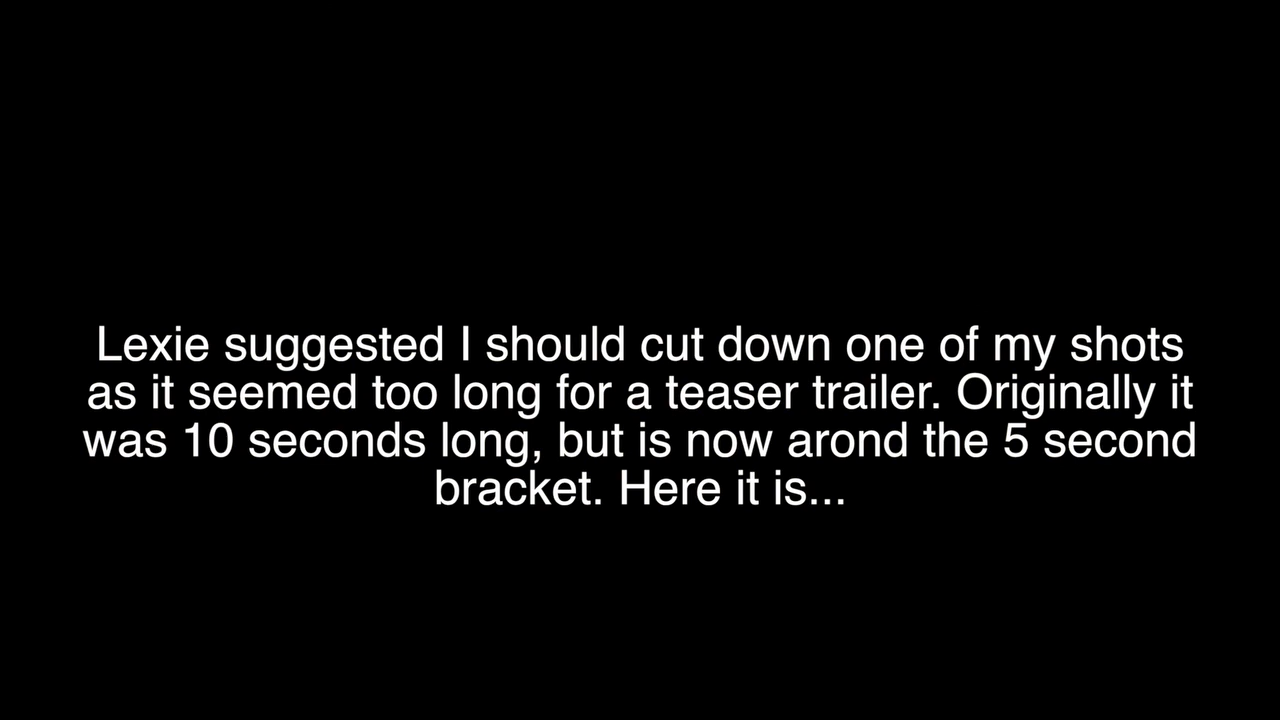 Lexie suggested I should cut down one of my shots
as it seemed too long for a teaser trailer. Originally it
was 10 seconds long, but is now arond the 5 second
bracket. Here it is...